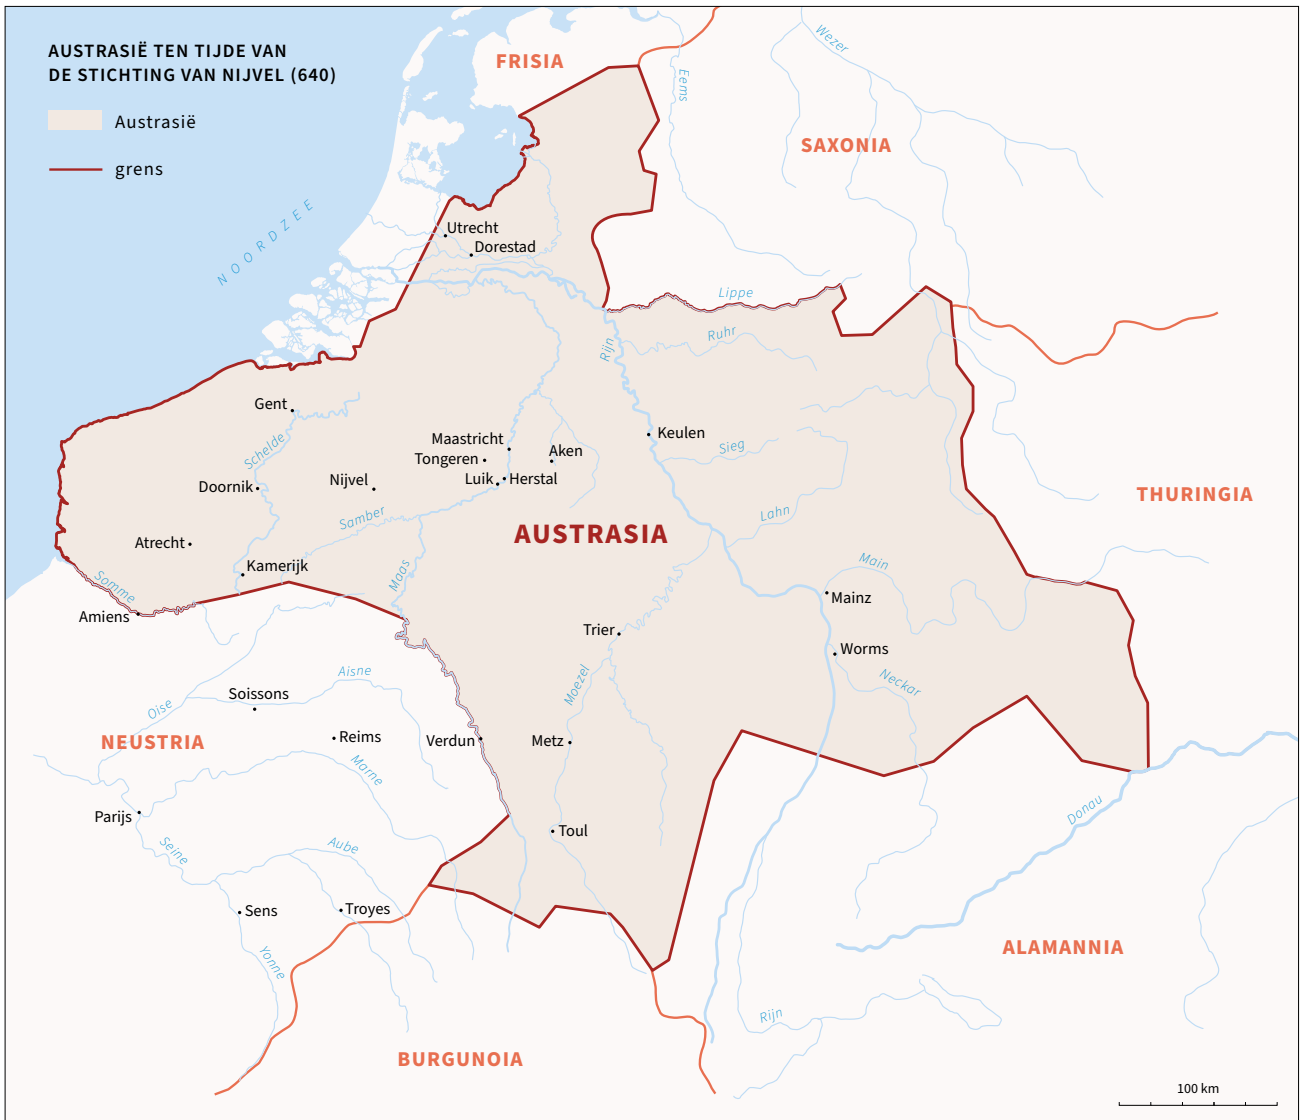 AUSTRASIË TEN TIJDE VAN
DE STICHTING VAN NIJVEL (640)
Austrasië
grens
FRISIA
Wezer
Eems
SAXONIA
NOORDZEE
Utrecht
Dorestad
Lippe
Ruhr
Rijn
Gent
Schelde
Maastricht
Keulen
Tongeren
Aken
Sieg
Luik
Herstal
Doornik
Nijvel
THURINGIA
Samber
Lahn
AUSTRASIA
Atrecht
Kamerijk
Maas
Main
Somme
Mainz
Amiens
Trier
Worms
Aisne
Moezel
Neckar
Soissons
Oise
NEUSTRIA
Reims
Verdun
Metz
Marne
Parijs
Donau
Toul
Seine
Aube
Sens
Troyes
ALAMANNIA
Yonne
Rijn
BURGUNOIA
100 km